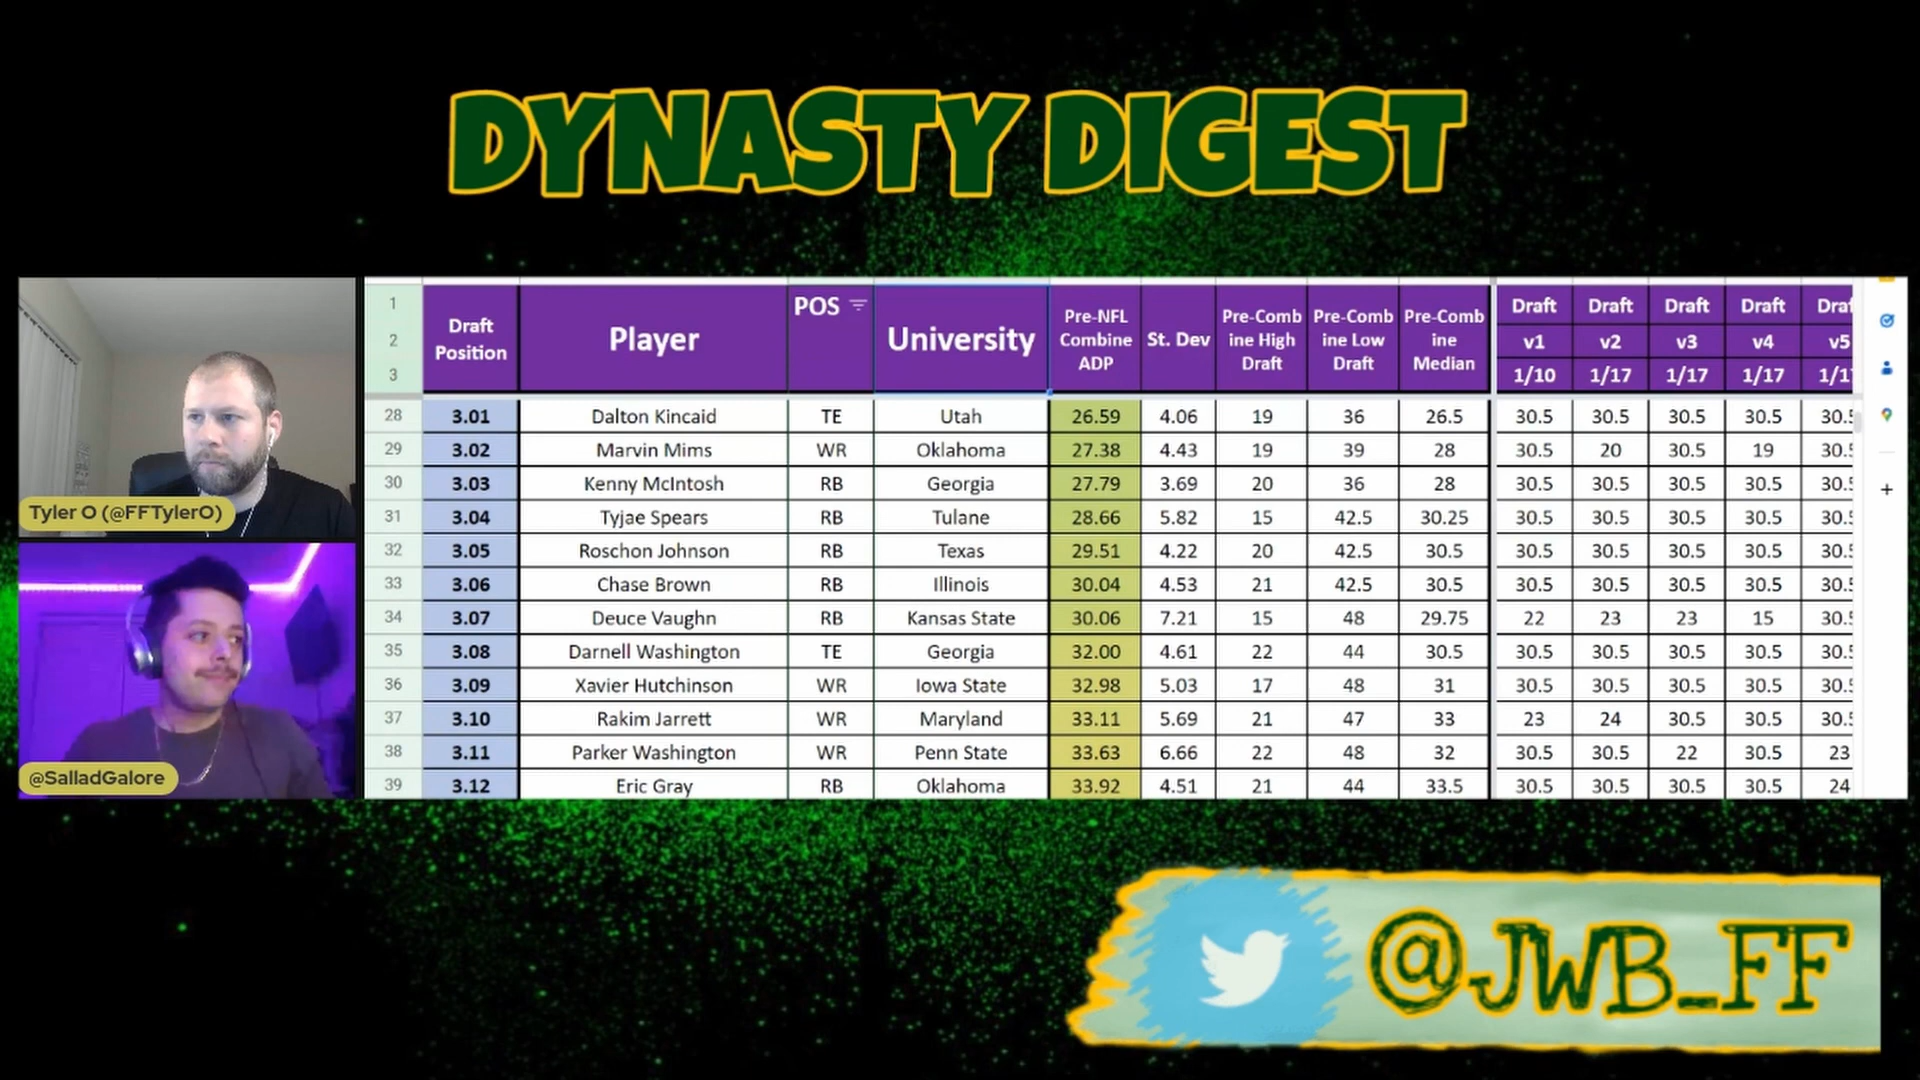 DYNASTY DIGEST
Tyler O (@FFTylerO)
@SalladGalore
1
2
3
Draft Position
Player
POS
University
Pre-NFL Combine ADP
St. Dev
Pre-Comb ine High Draft
Pre-Comb ine Low Draft
Pre-Comb ine Median
Draft v1 1/10
Draft v2 1/17
Draft v3 1/17
Draft v4 1/17
v5
28 3.01 Dalton Kincaid TE Utah 26.59 4.06 19 36 26.5 30.5 30.5 30.5 30.5
29 3.02 Marvin Mims WR Oklahoma 27.38 4.43 19 39 28 30.5 20 30.5 19
30 3.03 Kenny McIntosh RB Georgia 27.79 3.69 20 36 28 30.5 30.5 30.5 30.5
31 3.04 Tyjae Spears RB Tulane 28.66 5.82 15 42.5 30.25 30.5 30.5 30.5 30.5
32 3.05 Roschon Johnson RB Texas 29.51 4.22 20 42.5 30.5 30.5 30.5 30.5 30.5
33 3.06 Chase Brown RB Illinois 30.04 4.53 21 42.5 30.5 30.5 30.5 30.5 30.5
34 3.07 Deuce Vaughn RB Kansas State 30.06 7.21 15 48 29.75 22 23 23 15
35 3.08 Darnell Washington TE Georgia 32.00 4.61 22 44 30.5 30.5 30.5 30.5 30.5
36 3.09 Xavier Hutchinson WR Iowa State 32.98 5.03 17 48 31 30.5 30.5 30.5 30.5
37 3.10 Rakim Jarrett WR Maryland 33.11 5.69 21 47 33 23 24 30.5 30.5
38 3.11 Parker Washington WR Penn State 33.63 6.66 22 48 32 30.5 30.5 22 30.5 23
39 3.12 Eric Gray RB Oklahoma 33.92 4.51 21 44 33.5 30.5 30.5 30.5 30.5 24
@JWB_FF